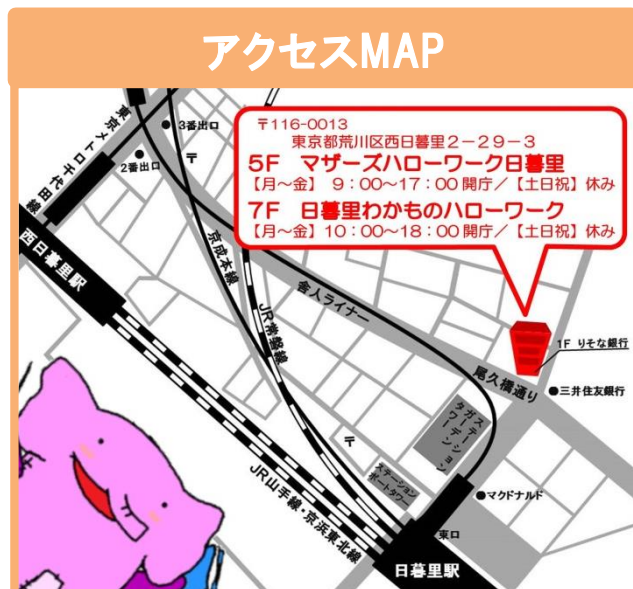 アクセスMAP
〒116-0013
東京都荒川区西日暮里2-29-3
5F マザーズハローワーク日暮里
【月~金】 9:00~17:00開庁/【土日祝】休み
7F 日暮里わかものハローワーク
【月~金】10:00~18:00開庁/【土日祝】休み
東京メトロ千代田線
3番出口
2番出口
西日暮里駅
京成本線
JR常磐線
舎人ライナー
1F りそな銀行
尾久橋通り
三井住友銀行
ステーション
ガーデン
タワー
ステーション
ポートタワー
マクドナルド
JR山手線・京浜東北線
東口
日暮里駅